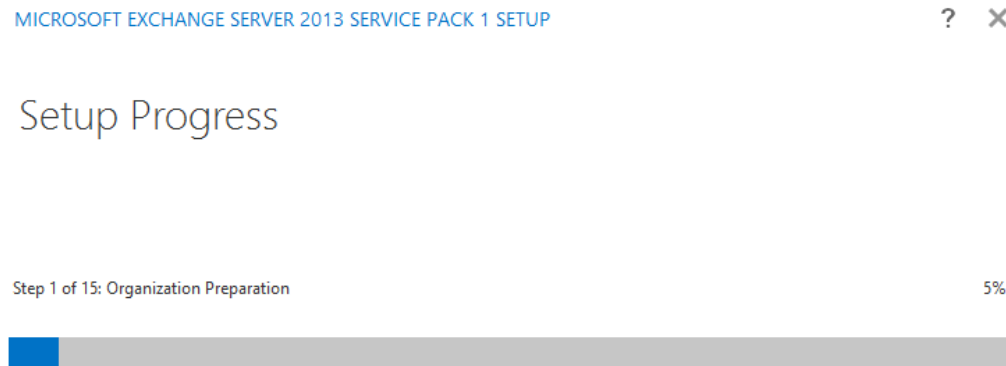 MICROSOFT EXCHANGE SERVER 2013 SERVICE PACK 1 SETUP ? X
Setup Progress
Step 1 of 15: Organization Preparation 5%